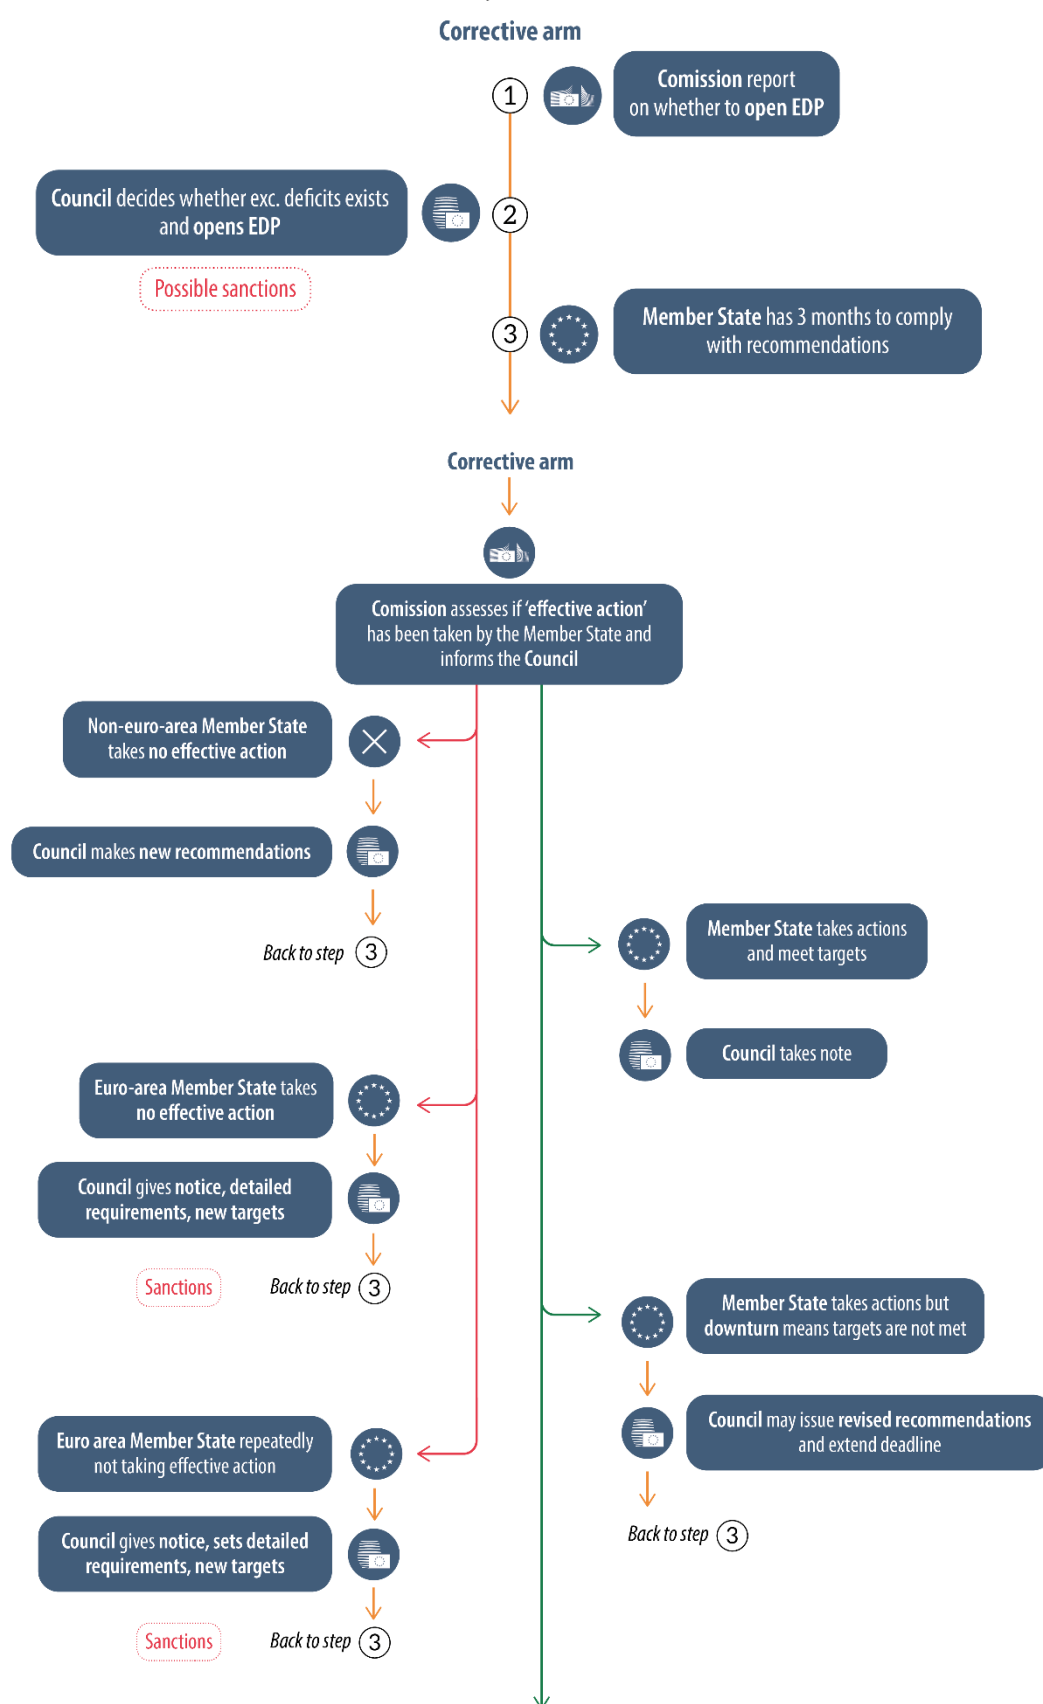 Corrective arm
1
Comission report
on whether to open EDP
Council decides whether exc. deficits exists
and opens EDP
2
Possible sanctions
3
Member State has 3 months to comply
with recommendations
Corrective arm
Comission assesses if ‘effective action’
has been taken by the Member State and
informs the Council
Non-euro-area Member State
takes no effective action
Council makes new recommendations
Back to step 3
Member State takes actions
and meet targets
Council takes note
Euro-area Member State takes
no effective action
Council gives notice, detailed
requirements, new targets
Sanctions
Back to step 3
Member State takes actions but
downturn means targets are not met
Council may issue revised recommendations
and extend deadline
Back to step 3
Euro area Member State repeatedly
not taking effective action
Council gives notice, sets detailed
requirements, new targets
Sanctions
Back to step 3